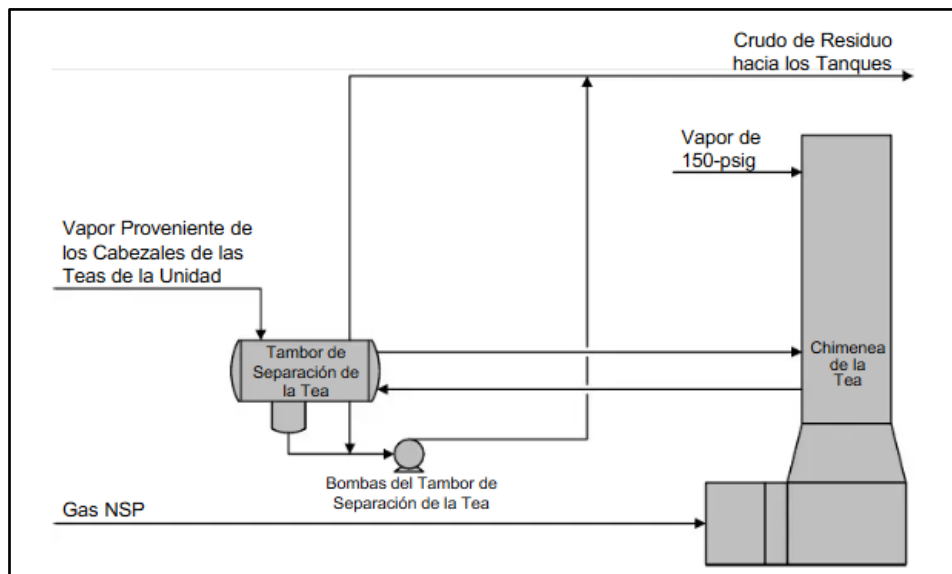 Crudo de Residuo
hacia los Tanques
Vapor de
150-psig
Vapor Proveniente de
los Cabezales de las
Teas de la Unidad
Tambor de
Separación de
la Tea
Chimenea
de la
Tea
Bombas del Tambor de
Separación de la Tea
Gas NSP